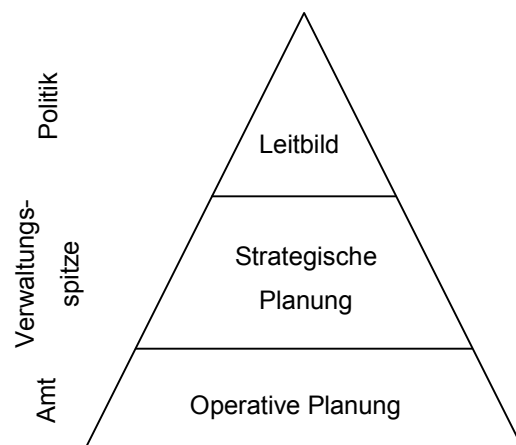 Politik
Leitbild
Verwaltungs-
spitze
Strategische
Planung
Amt
Operative Planung